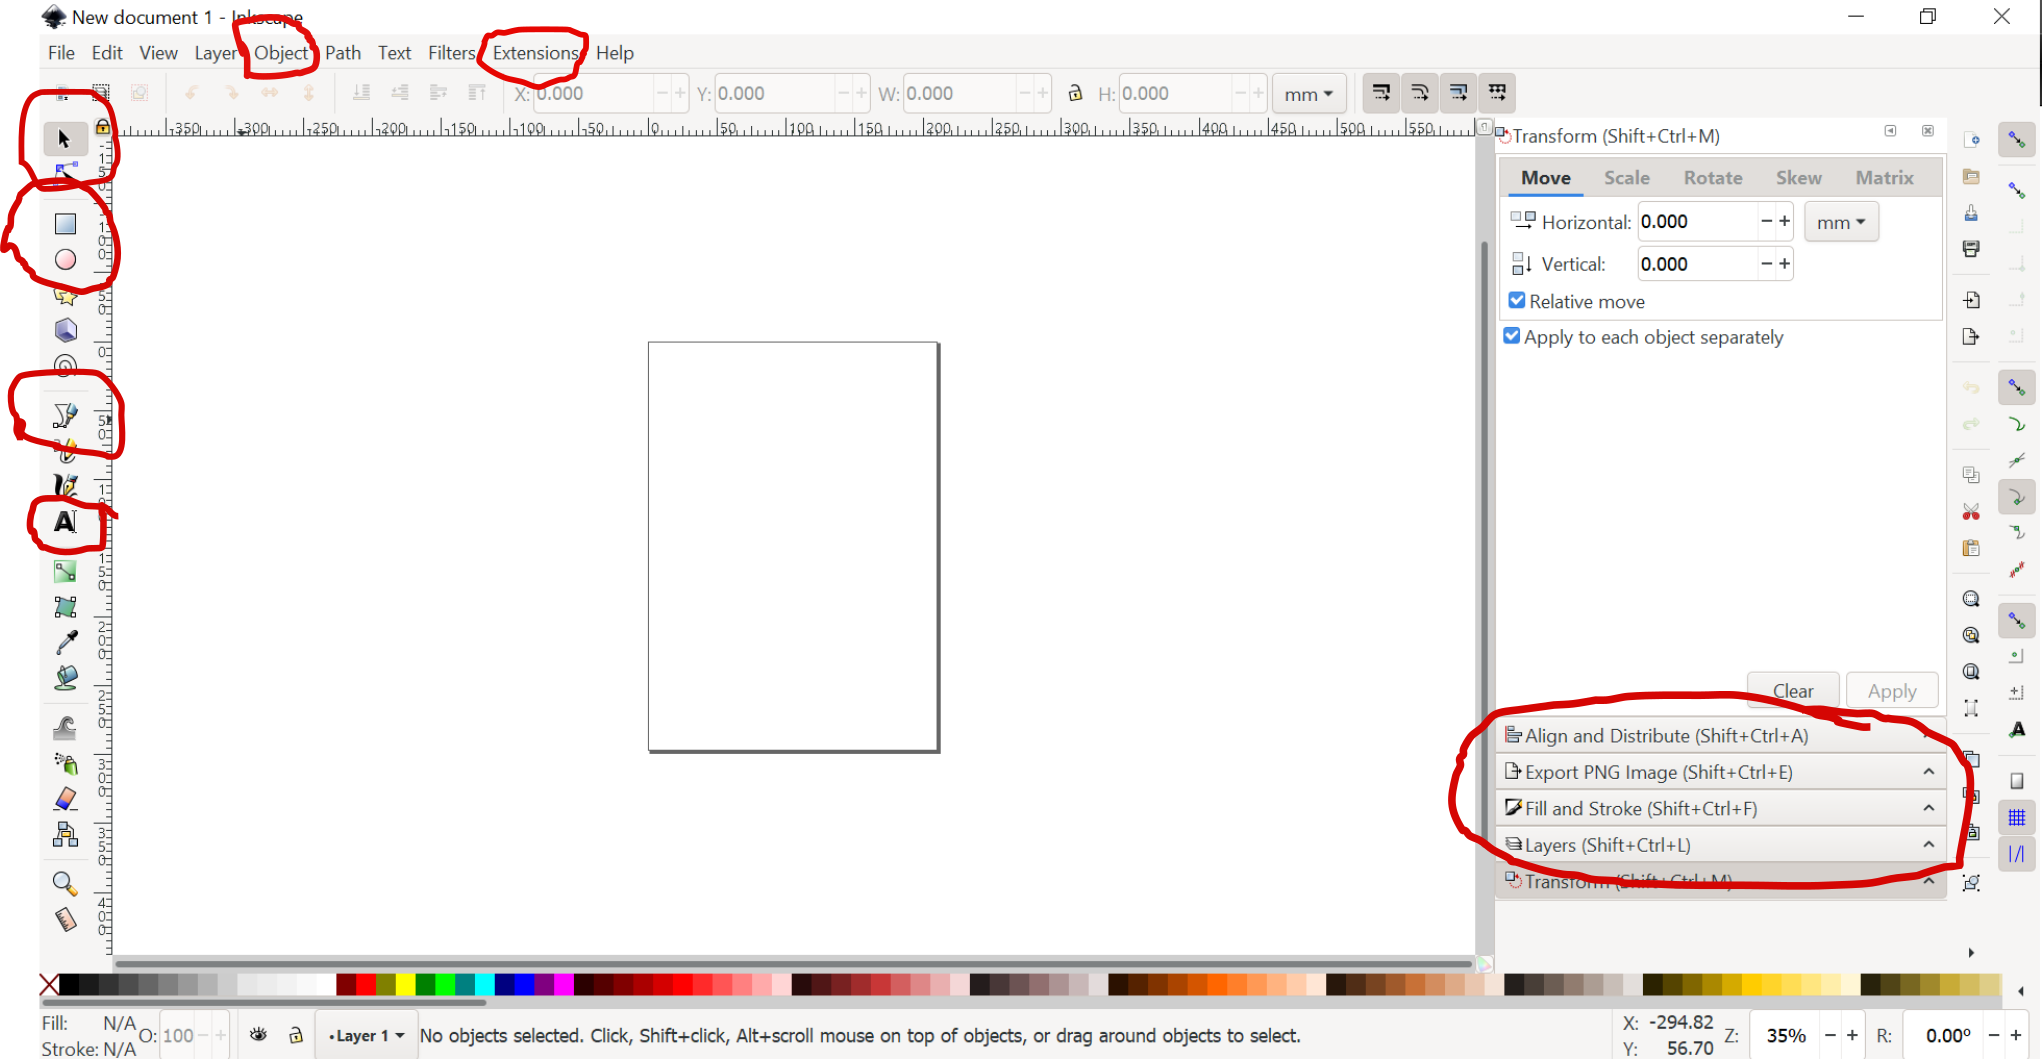 New document 1 - Inkscape
File Edit View Layer Object Path Text Filters Extensions Help
X: 0.000 Y: 0.000 W: 0.000 H: 0.000 mm
-350 -300 -250 -200 -150 -100 -50 0 50 100 150 200 250 300 350 400 450 500 550
Transform (Shift+Ctrl+M)
Move Scale Rotate Skew Matrix
Horizontal: 0.000 mm
Vertical: 0.000
Relative move
Apply to each object separately
Clear Apply
Align and Distribute (Shift+Ctrl+A)
Export PNG Image (Shift+Ctrl+E)
Fill and Stroke (Shift+Ctrl+F)
Layers (Shift+Ctrl+L)
Transform (Shift+Ctrl+M)
Fill: N/A
Stroke: N/A
O: 100
•Layer 1
No objects selected. Click, Shift+click, Alt+scroll mouse on top of objects, or drag around objects to select.
X: -294.82
Y: 56.70
Z: 35%
R: 0.00°